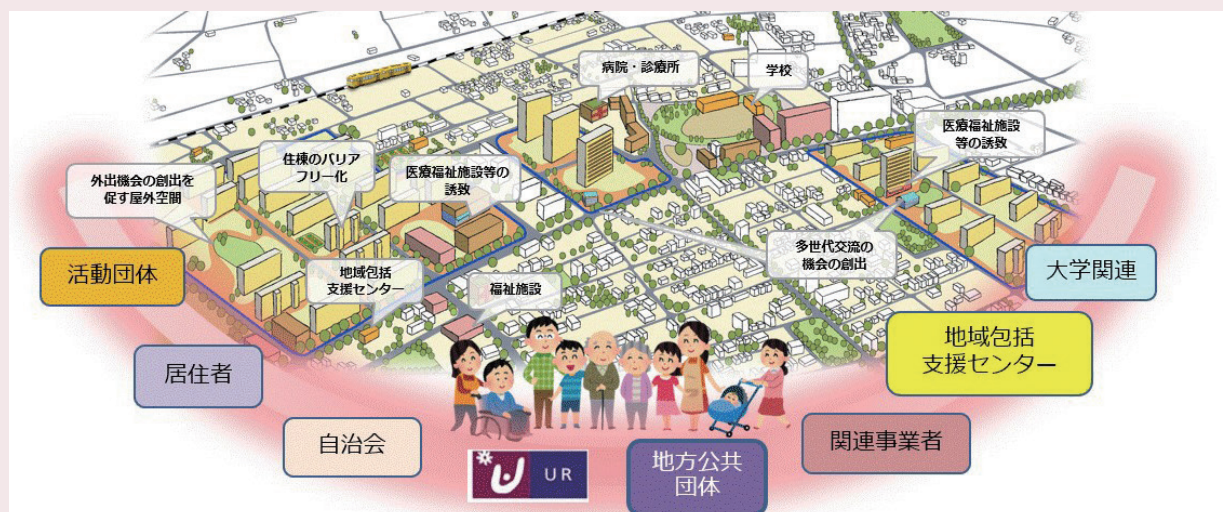 病院・診療所
学校
医療福祉施設
等の誘致
住棟のバリア
フリー化
医療福祉施設等の
誘致
外出機会の創出を
促す屋外空間
多世代交流の
機会の創出
地域包括
支援センター
福祉施設
活動団体
居住者
自治会
UR
地方公共
団体
関連事業者
地域包括
支援センター
大学関連